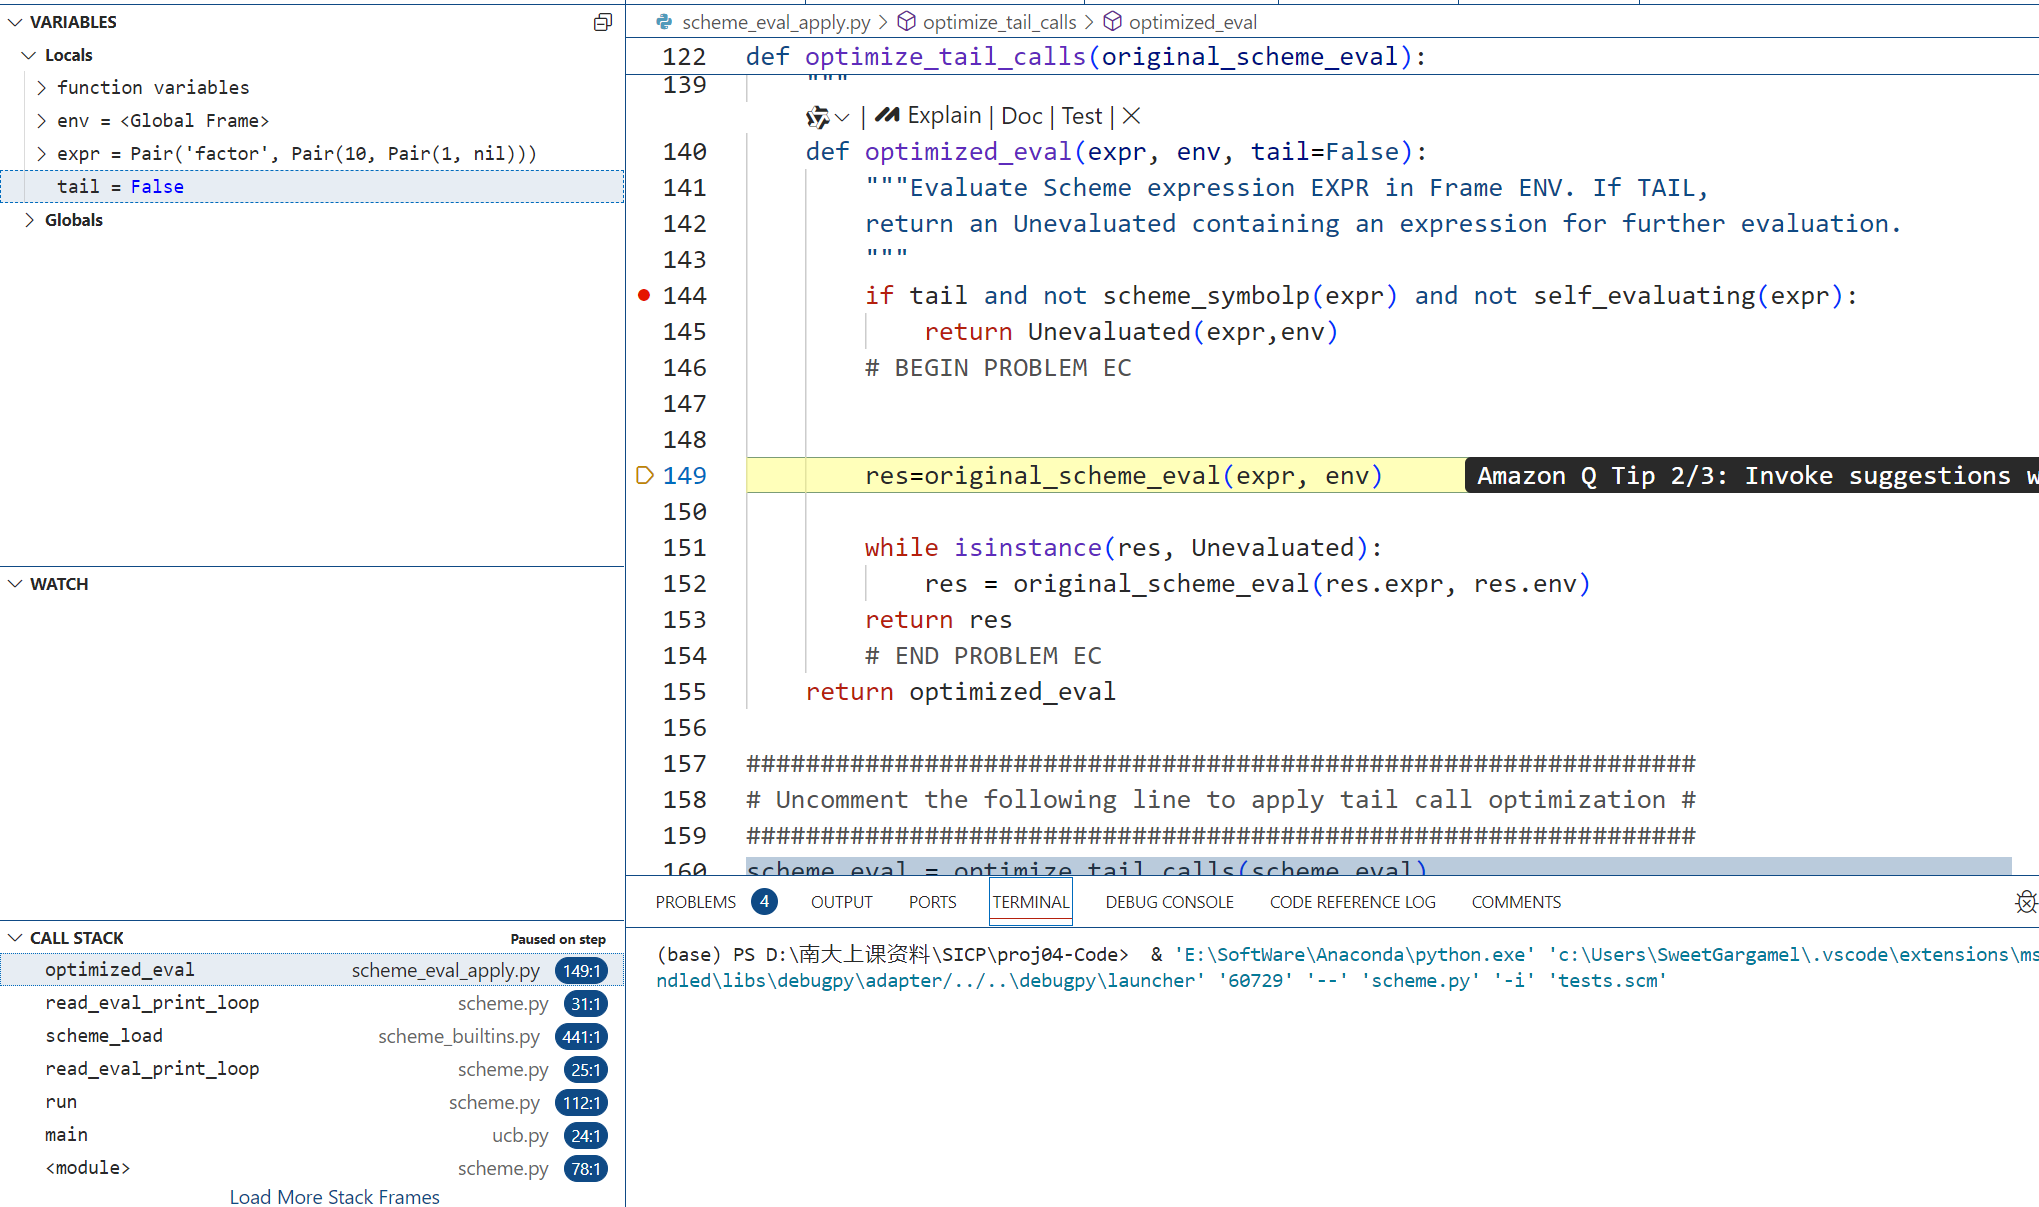 VARIABLES
Locals
function variables
env = <Global Frame>
expr = Pair('factor', Pair(10, Pair(1, nil)))
tail = False
Globals
WATCH
CALL STACK
Paused on step
optimized_eval scheme_eval_apply.py 149:1
read_eval_print_loop scheme.py 31:1
scheme_load scheme_builtins.py 441:1
read_eval_print_loop scheme.py 25:1
run scheme.py 112:1
main ucb.py 24:1
<module> scheme.py 78:1
Load More Stack Frames
scheme_eval_apply.py > optimize_tail_calls > optimized_eval
122 def optimize_tail_calls(original_scheme_eval):
139 """
Explain | Doc | Test |
140 def optimized_eval(expr, env, tail=False):
141 """Evaluate Scheme expression EXPR in Frame ENV. If TAIL,
142 return an Unevaluated containing an expression for further evaluation.
143 """
144 if tail and not scheme_symbolp(expr) and not self_evaluating(expr):
145 return Unevaluated(expr,env)
146 # BEGIN PROBLEM EC
147
148
149 res=original_scheme_eval(expr, env) Amazon Q Tip 2/3: Invoke suggestions w
150
151 while isinstance(res, Unevaluated):
152 res = original_scheme_eval(res.expr, res.env)
153 return res
154 # END PROBLEM EC
155 return optimized_eval
156
157 ################################################################
158 # Uncomment the following line to apply tail call optimization #
159 ################################################################
160 scheme_eval = optimize_tail_calls(scheme_eval)
PROBLEMS 4 OUTPUT PORTS TERMINAL DEBUG CONSOLE CODE REFERENCE LOG COMMENTS
(base) PS D:\南大上课资料\SICP\proj04-Code> & 'E:\SoftWare\Anaconda\python.exe' 'c:\Users\SweetGargamel\.vscode\extensions\ms
ndled\libs\debugpy\adapter/../..\debugpy\launcher' '60729' '--' 'scheme.py' '-i' 'tests.scm'